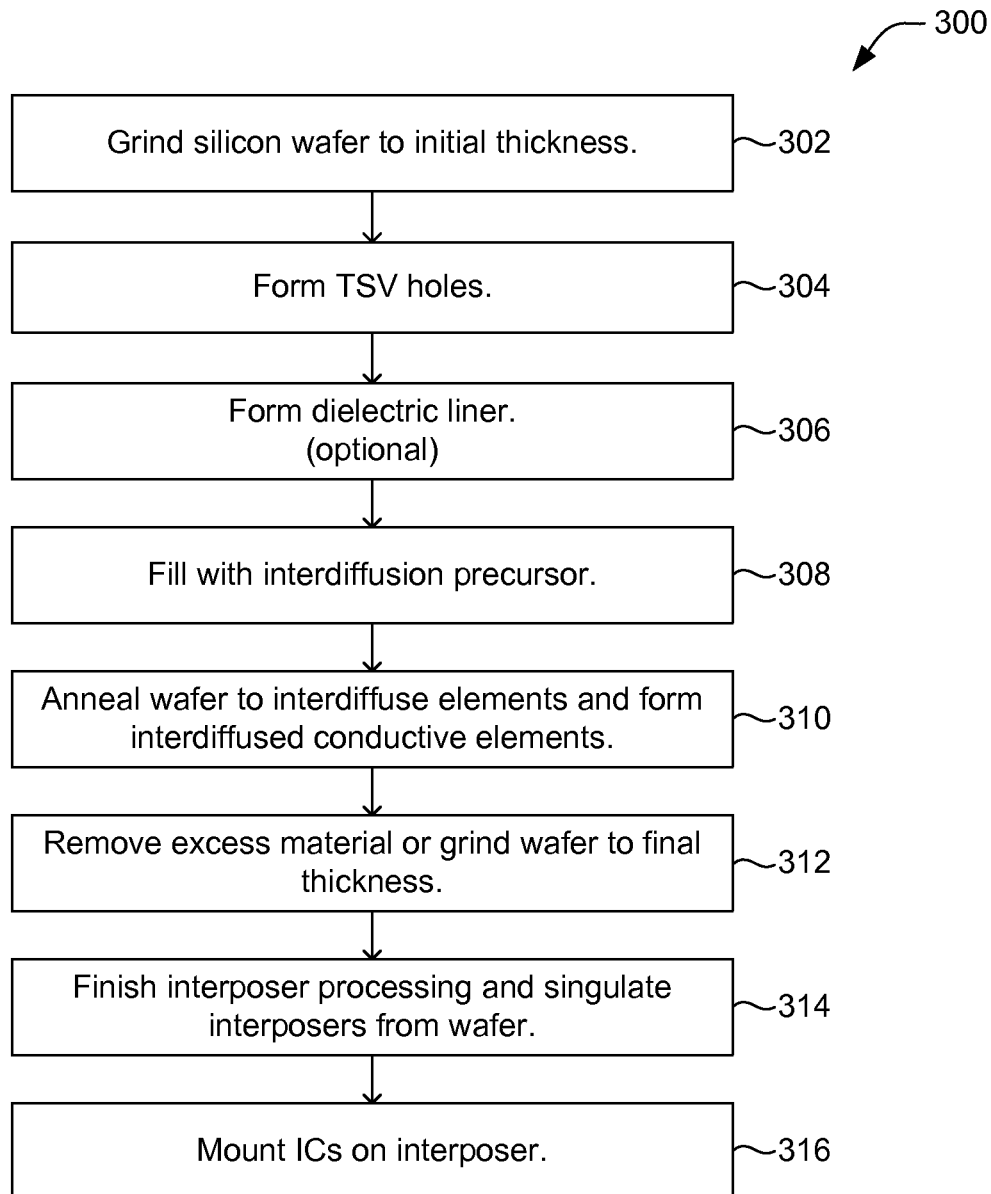 300
Grind silicon wafer to initial thickness.
302
Form TSV holes.
304
Form dielectric liner.
(optional)
306
Fill with interdiffusion precursor.
308
Anneal wafer to interdiffuse elements and form
interdiffused conductive elements.
310
Remove excess material or grind wafer to final
thickness.
312
Finish interposer processing and singulate
interposers from wafer.
314
Mount ICs on interposer.
316